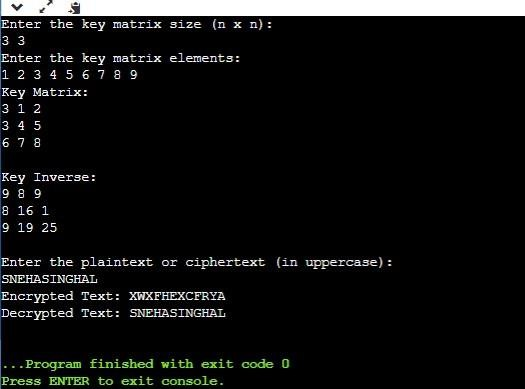 Enter the key matrix size (n x n):
3 3
Enter the key matrix elements:
1 2 3 4 5 6 7 8 9
Key Matrix:
3 1 2
3 4 5
6 7 8
Key Inverse:
9 8 9
8 16 1
9 19 25
Enter the plaintext or ciphertext (in uppercase):
SNEHASINGHAL
Encrypted Text: XWXFHEXCFRYA
Decrypted Text: SNEHASINGHAL
...Program finished with exit code 0
Press ENTER to exit console.